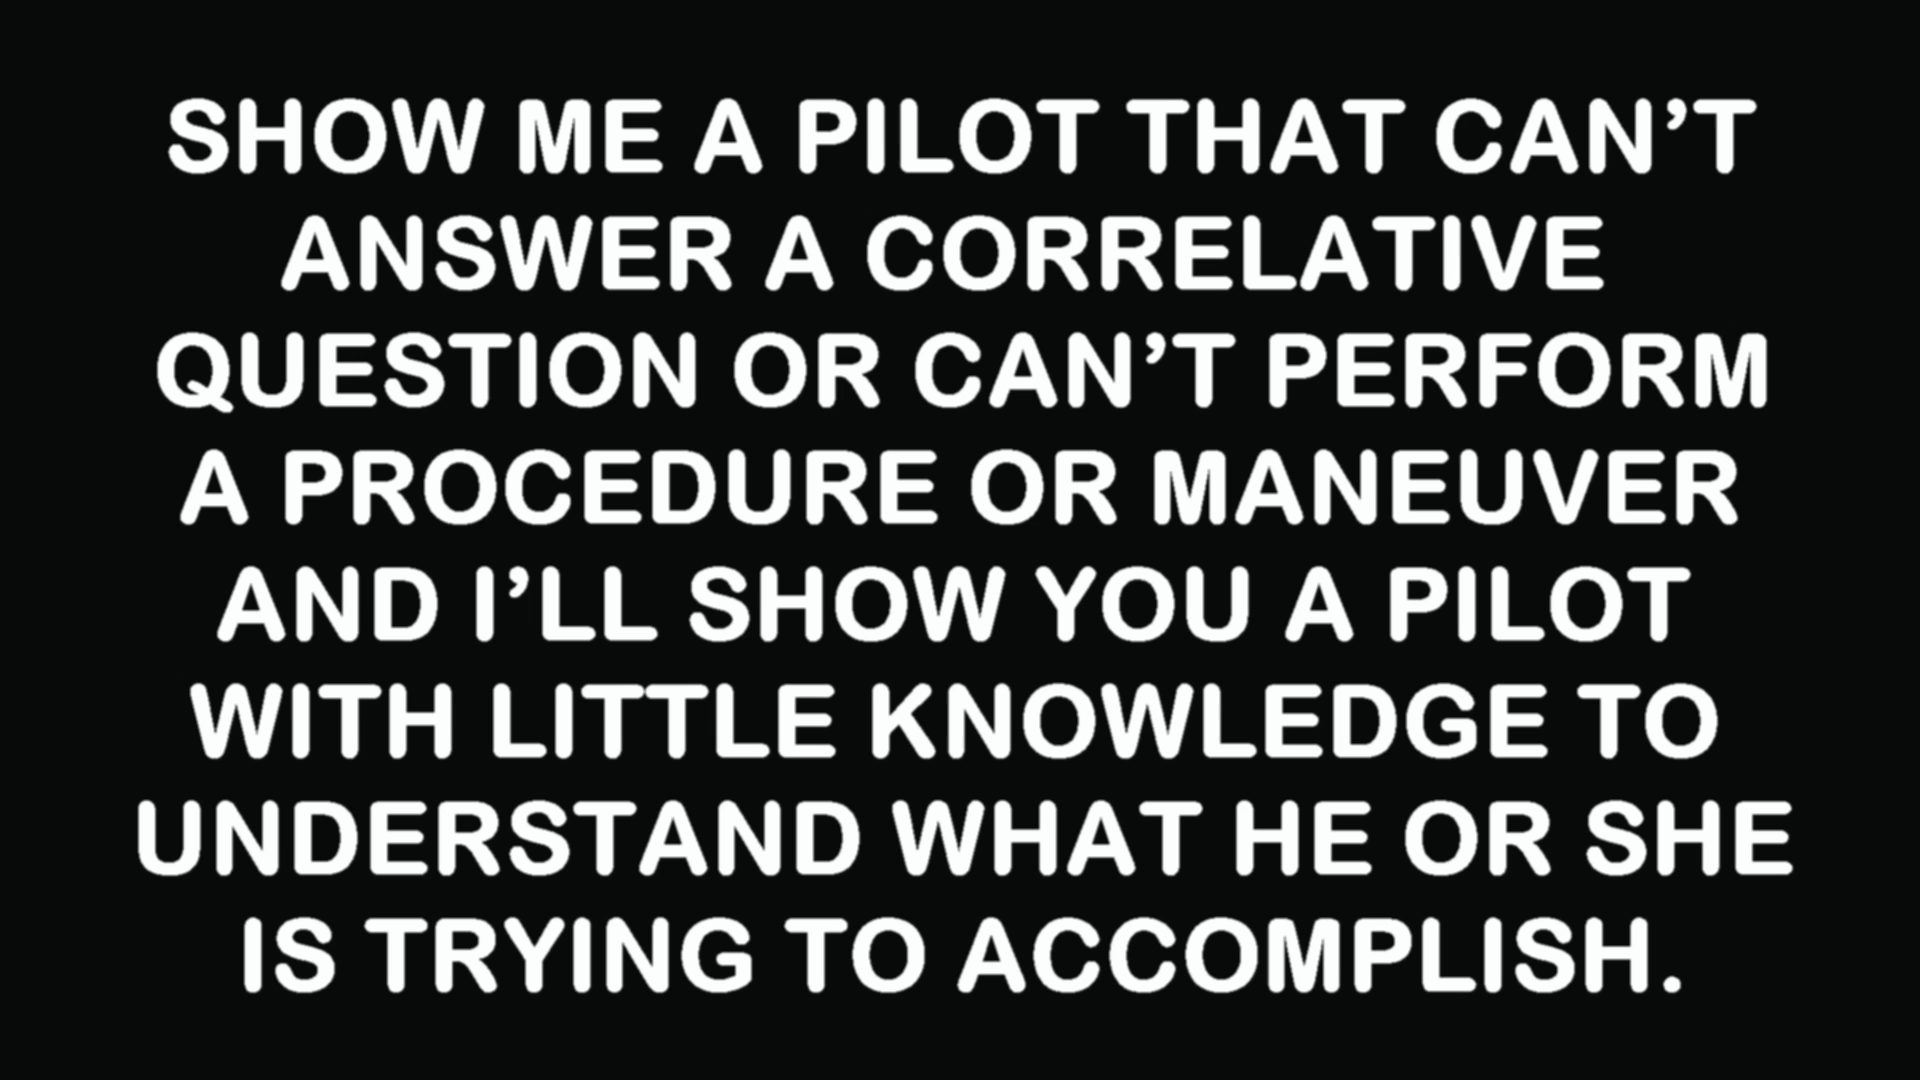 SHOW ME A PILOT THAT CAN’T
ANSWER A CORRELATIVE
QUESTION OR CAN’T PERFORM
A PROCEDURE OR MANEUVER
AND I’LL SHOW YOU A PILOT
WITH LITTLE KNOWLEDGE TO
UNDERSTAND WHAT HE OR SHE
IS TRYING TO ACCOMPLISH.